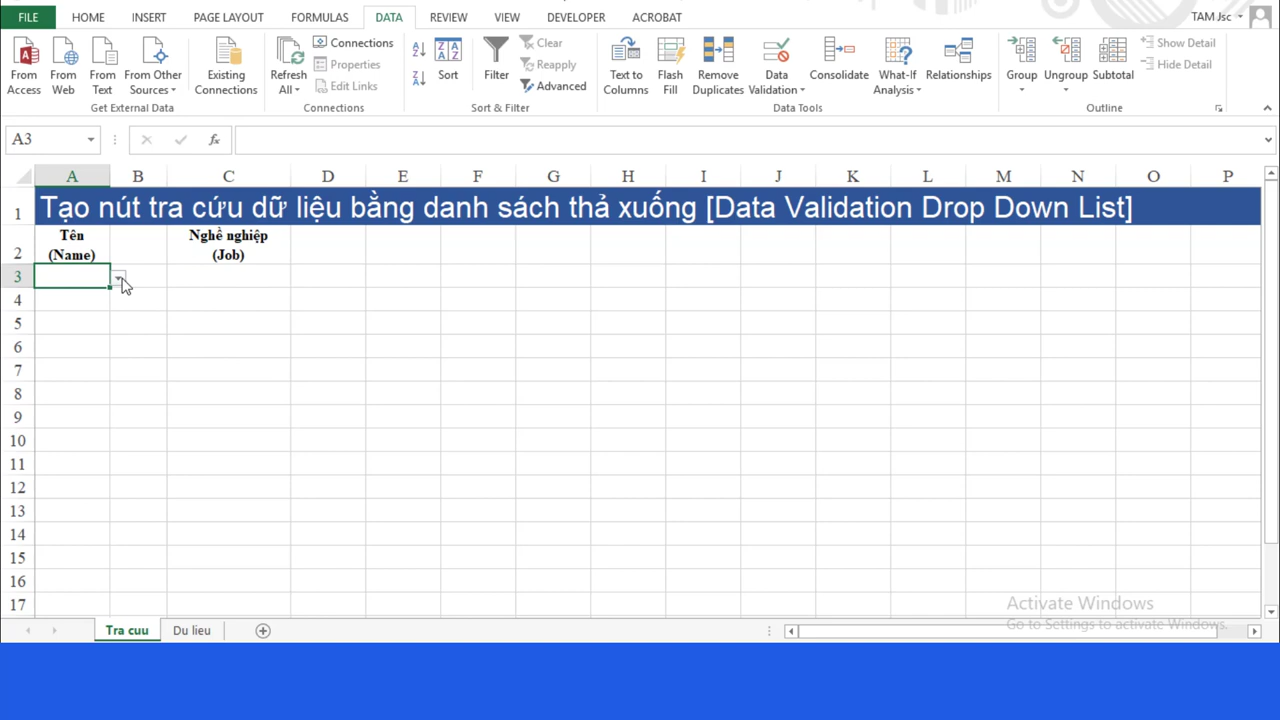 FILE HOME INSERT PAGE LAYOUT FORMULAS DATA REVIEW VIEW DEVELOPER ACROBAT TAM Jsc
From Access From Web From Text From Other Sources Existing Connections Refresh All Connections Properties Edit Links Sort Filter Clear Reapply Advanced Text to Columns Flash Fill Remove Duplicates Data Validation Consolidate What-If Analysis Relationships Group Ungroup Subtotal Show Detail Hide Detail
Get External Data Connections Sort & Filter Data Tools Outline
A3 fx
A B C D E F G H I J K L M N O P
1 Tạo nút tra cứu dữ liệu bằng danh sách thả xuống [Data Validation Drop Down List]
Tên Nghề nghiệp
2 (Name) (Job)
3
4
5
6
7
8
9
10
11
12
13
14
15
16
17
Activate Windows
Go to Settings to activate Windows.
Tra cuu Du lieu